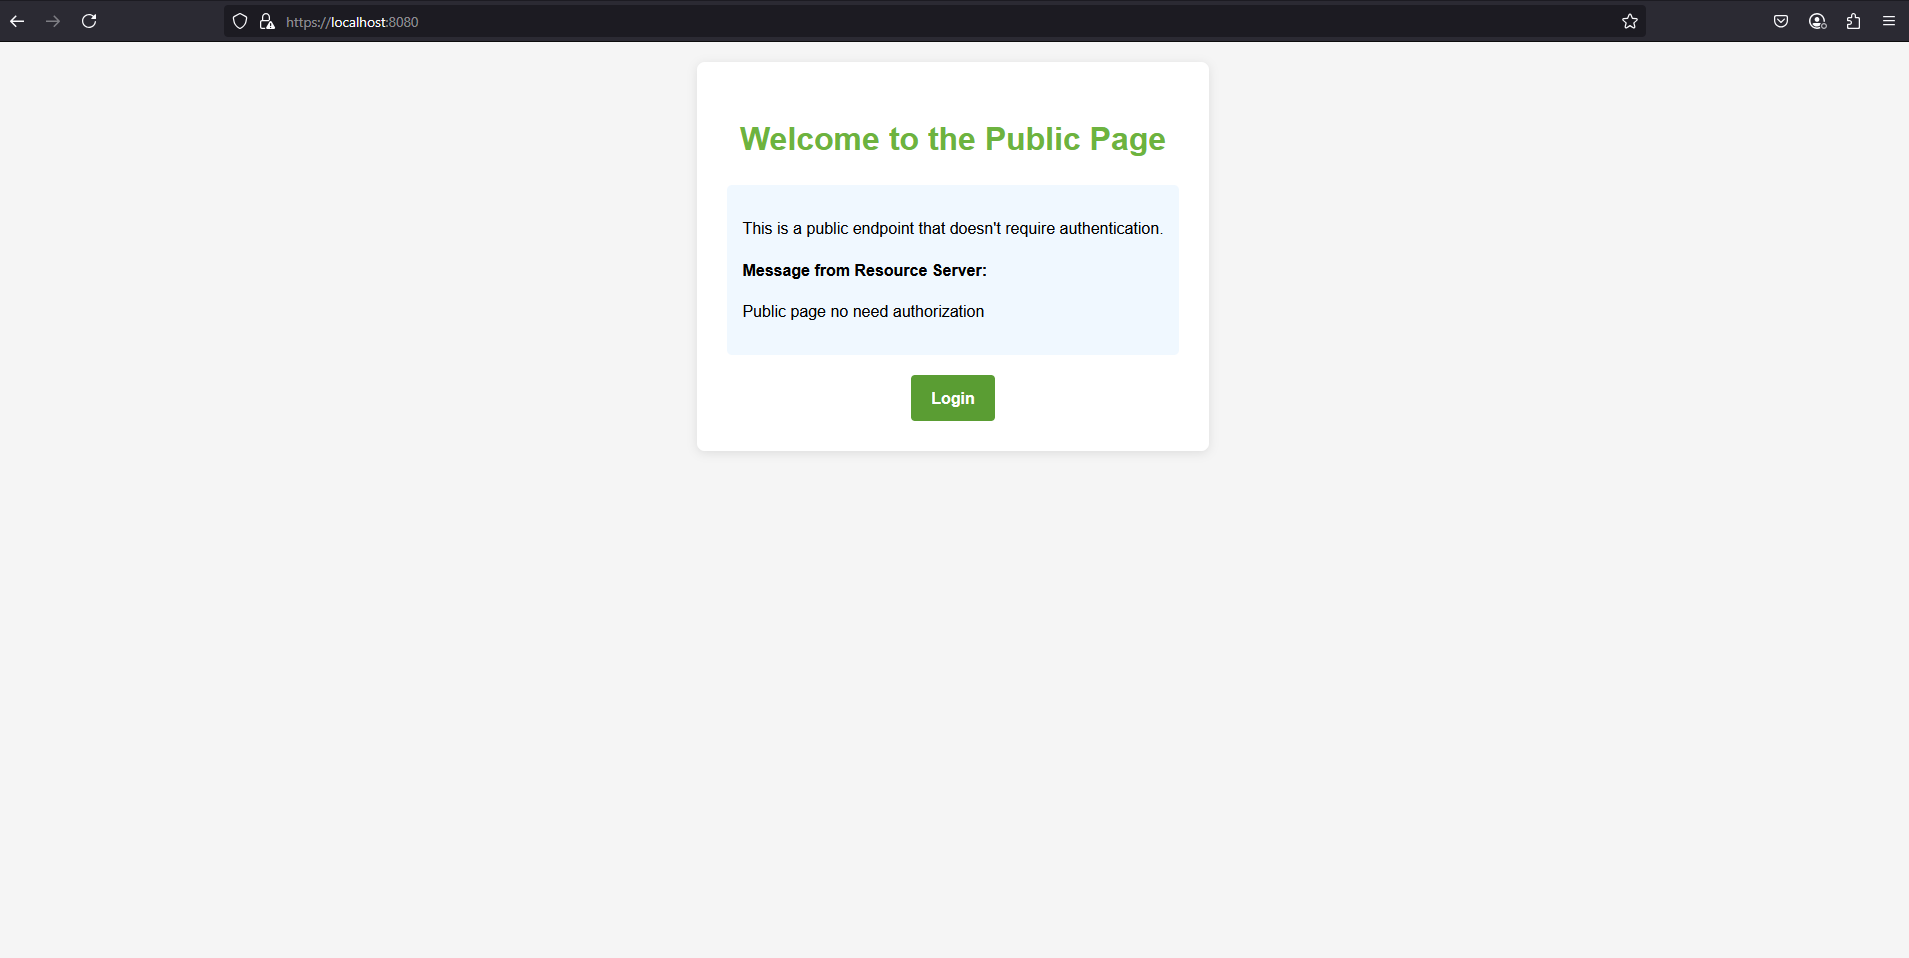 https://localhost:8080
Welcome to the Public Page
This is a public endpoint that doesn't require authentication.
Message from Resource Server:
Public page no need authorization
Login